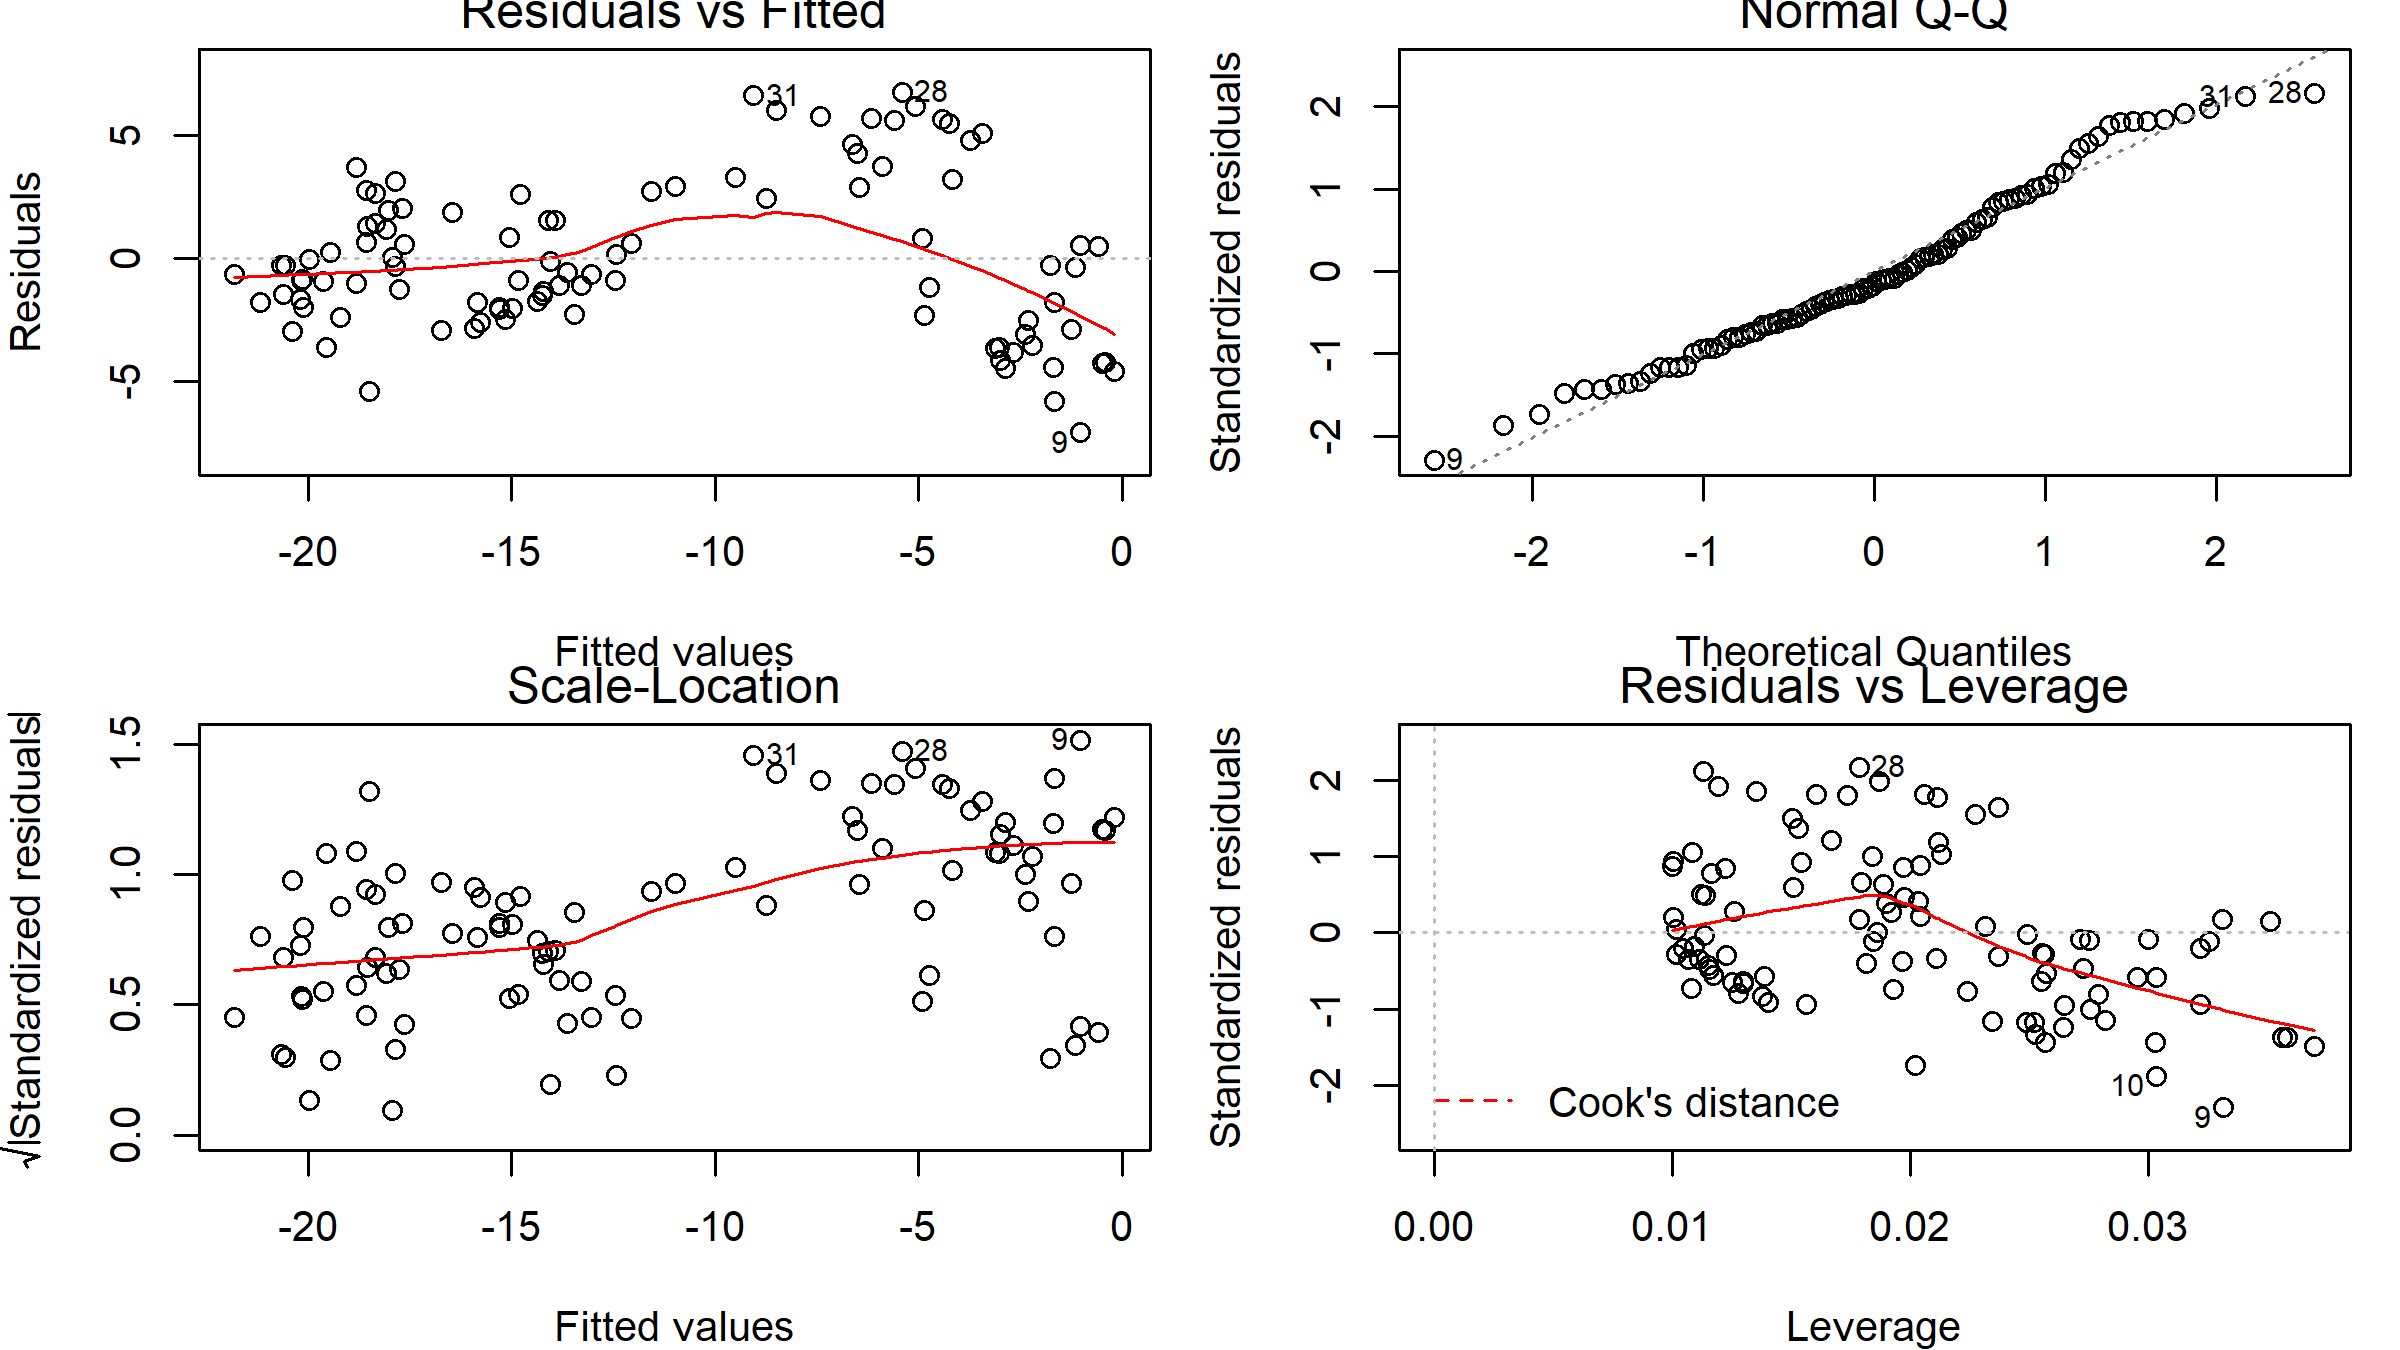 Residuals vs Fitted
Residuals
5
0
-5
31
28
9
-20 -15 -10 -5 0
Fitted values
Normal Q-Q
Standardized residuals
2
1
0
-1
-2
31
28
9
-2 -1 0 1 2
Theoretical Quantiles
Scale-Location
√|Standardized residuals|
1.5
1.0
0.5
0.0
31
28
9
-20 -15 -10 -5 0
Fitted values
Residuals vs Leverage
Standardized residuals
2
1
0
-1
-2
28
10
9
Cook's distance
0.00 0.01 0.02 0.03
Leverage